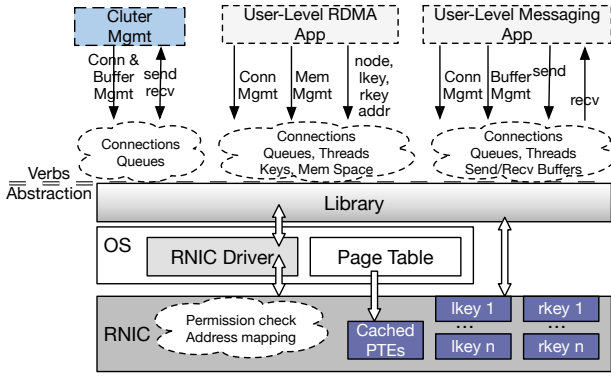 Cluter
Mgmt
User-Level RDMA
App
User-Level Messaging
App
Conn &
Buffer
Mgmt
send
recv
Conn
Mgmt
Mem
Mgmt
node,
lkey,
rkey
addr
Conn
Mgmt
Buffer
Mgmt
send
recv
Connections
Queues
Connections
Queues, Threads
Keys, Mem Space
Connections
Queues, Threads
Send/Recv Buffers
Verbs
Abstraction
Library
OS
RNIC Driver
Page Table
RNIC
Permission check
Address mapping
Cached
PTEs
lkey 1
...
lkey n
rkey 1
...
rkey n